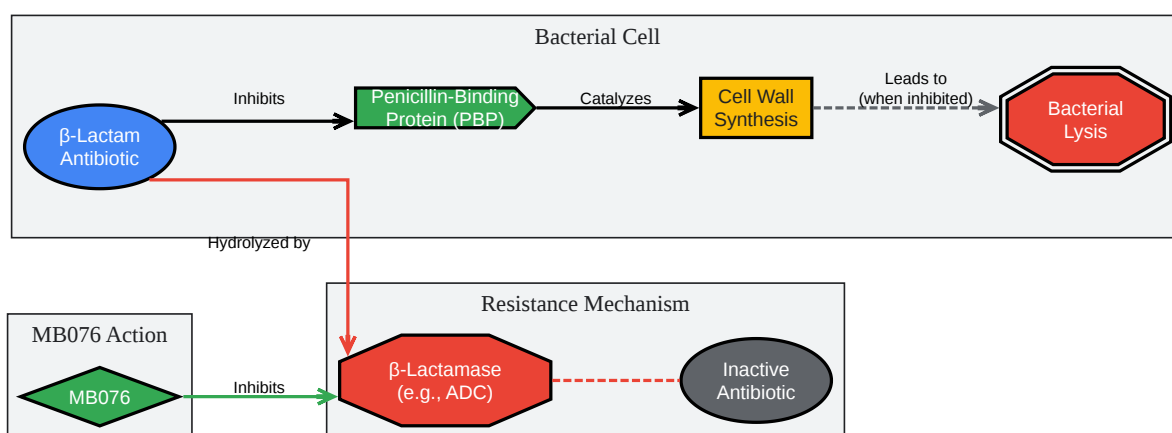 Bacterial Cell
Inhibits
Penicillin-Binding
Protein (PBP)
Catalyzes
Cell Wall
Synthesis
Leads to
(when inhibited)
Bacterial
Lysis
β-Lactam
Antibiotic
Hydrolyzed by
Resistance Mechanism
MB076 Action
β-Lactamase
(e.g., ADC)
Inactive
Antibiotic
MB076
Inhibits